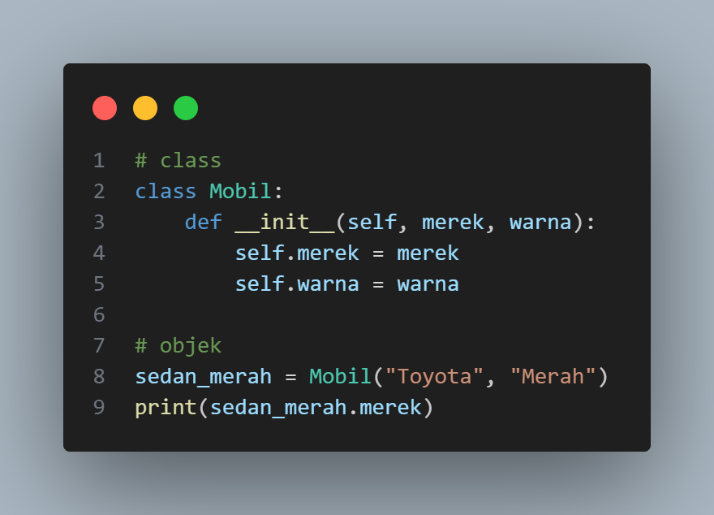 1 # class
2 class Mobil:
3     def __init__(self, merek, warna):
4         self.merek = merek
5         self.warna = warna
6
7 # objek
8 sedan_merah = Mobil("Toyota", "Merah")
9 print(sedan_merah.merek)